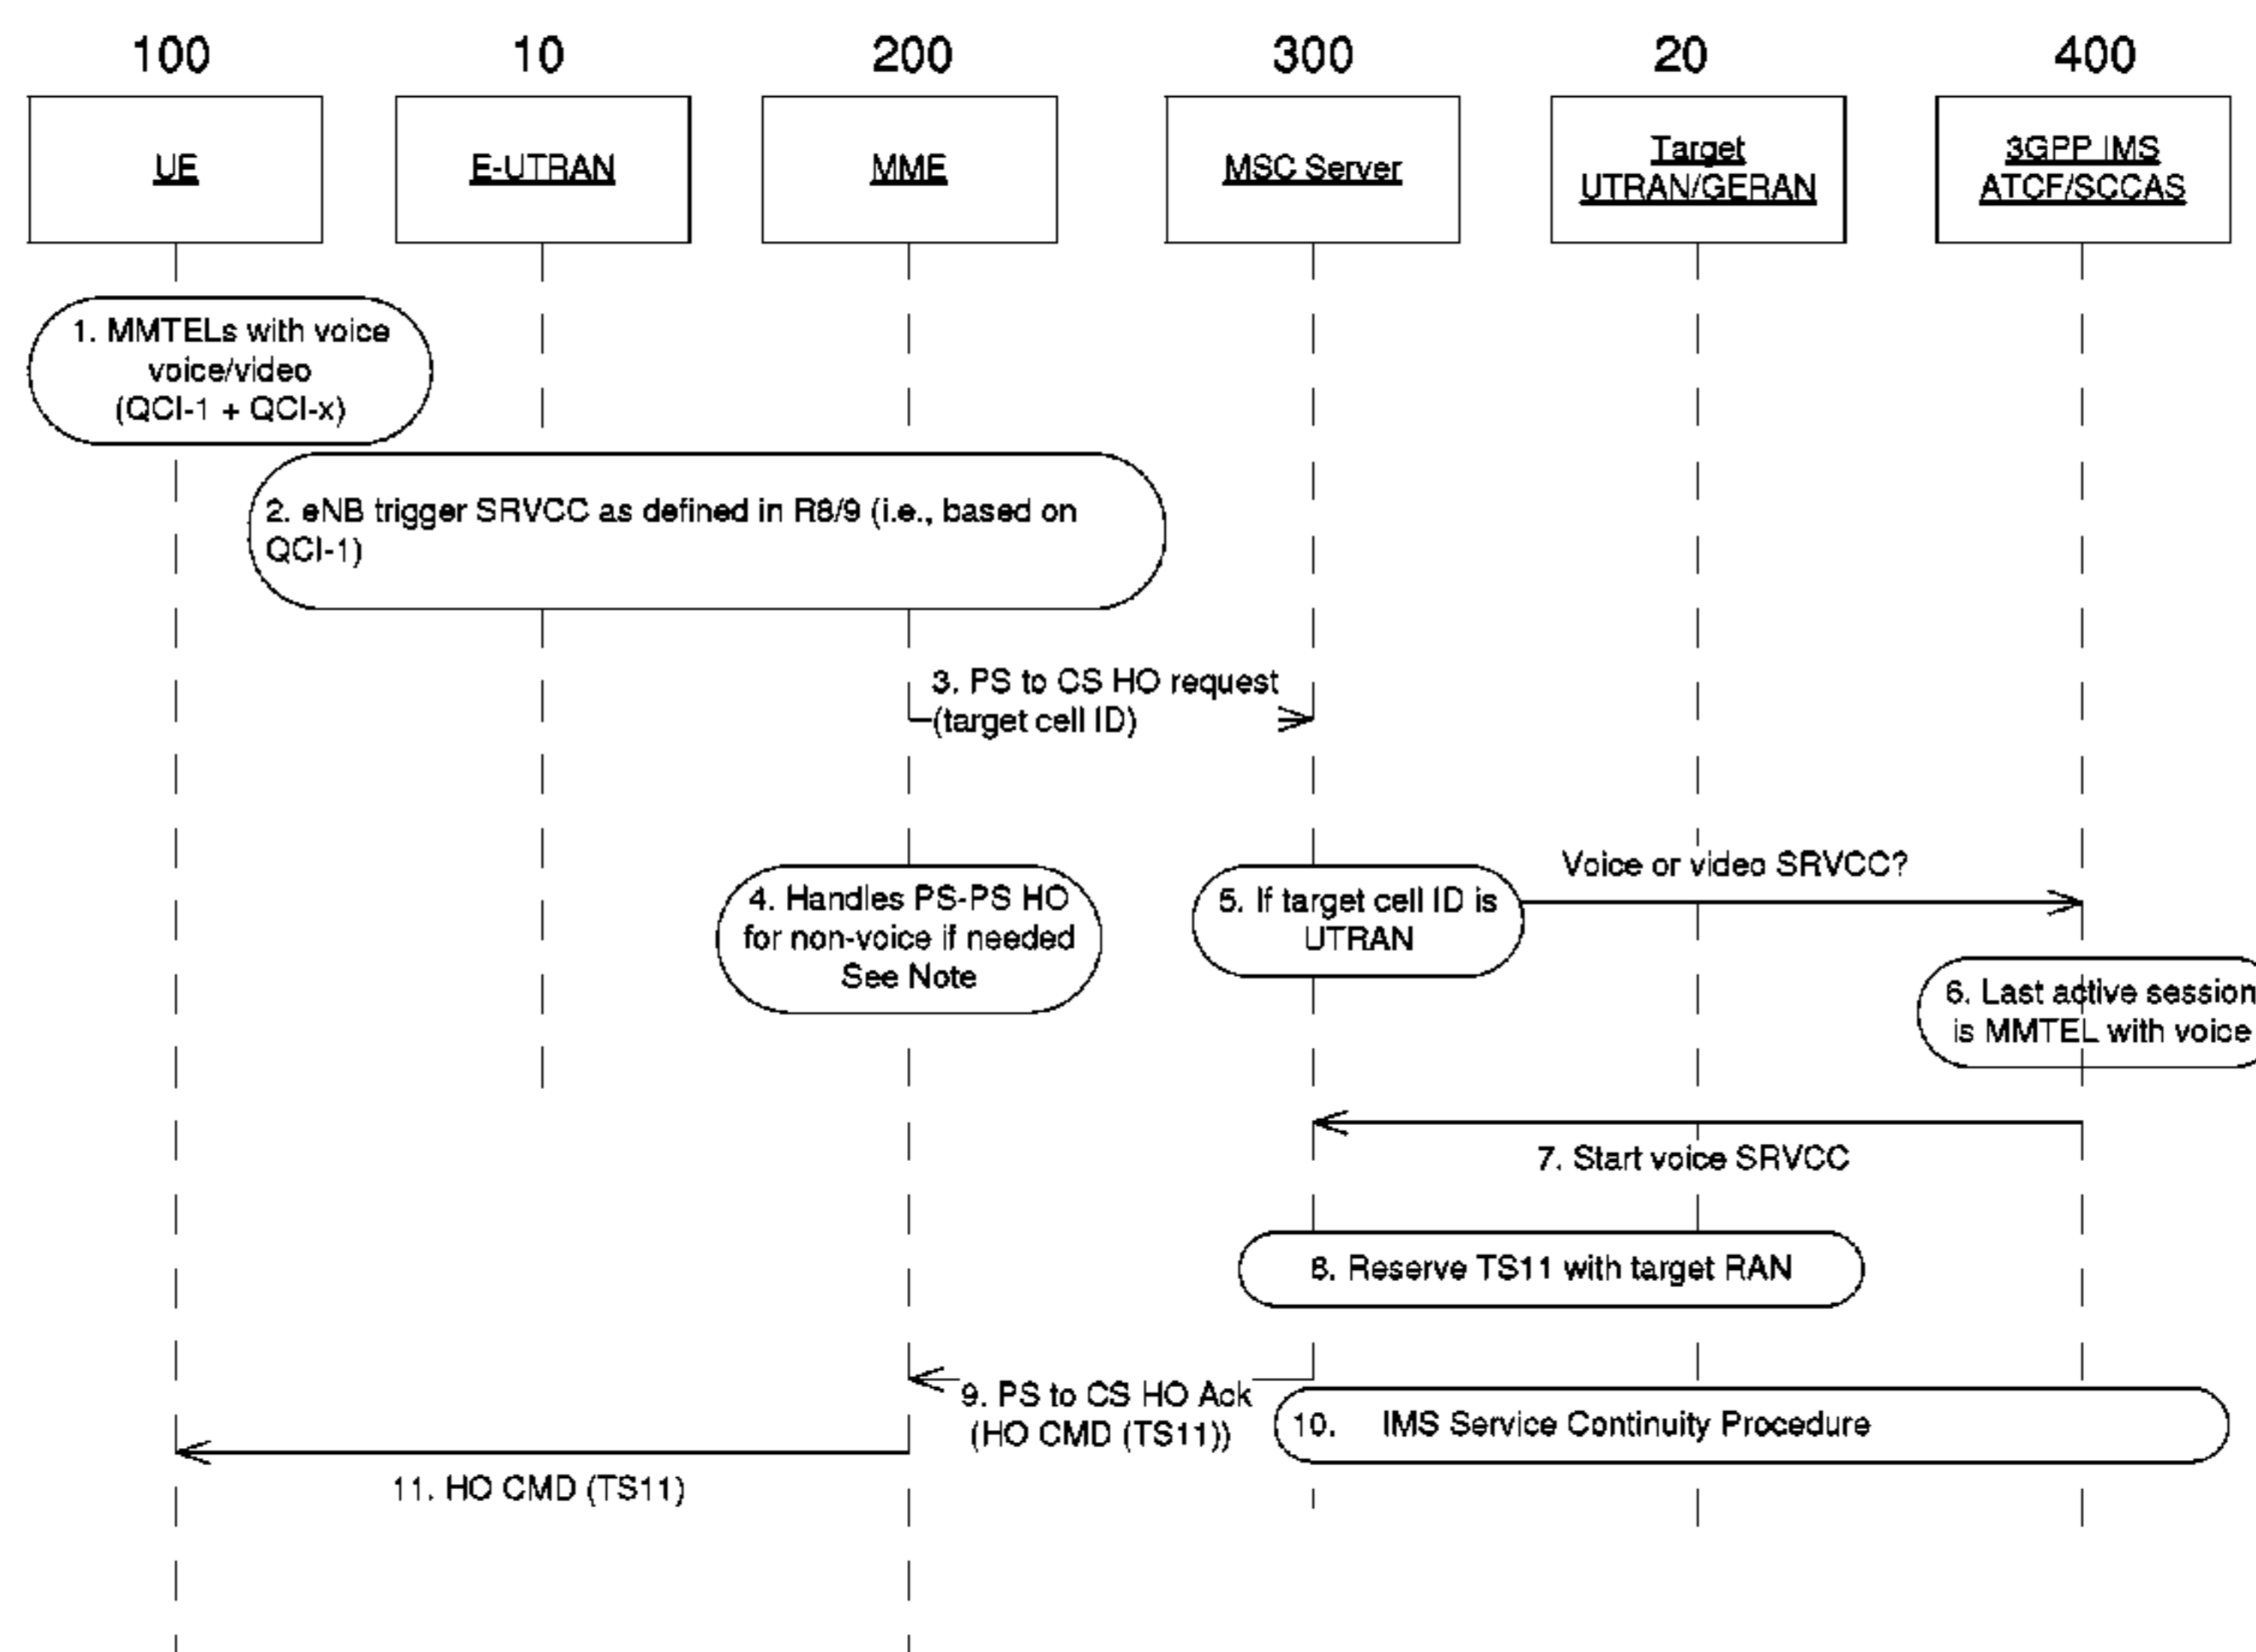 100
10
200
300
20
400
UE
E-UTRAN
MME
MSC Server
Target
UTRAN/GERAN
3GPP IMS
ATCF/SCCAS
1. MMTELs with voice
voice/video
(QCI-1 + QCI-x)
2. eNB trigger SRVCC as defined in R8/9 (i.e., based on
QCI-1)
3. PS to CS HO request
(target cell ID)
4. Handles PS-PS HO
for non-voice if needed
See Note
5. If target cell ID is
UTRAN
Voice or video SRVCC?
6. Last active session
is MMTEL with voice
7. Start voice SRVCC
8. Reserve TS11 with target RAN
9. PS to CS HO Ack
(HO CMD (TS11))
10. IMS Service Continuity Procedure
11. HO CMD (TS11)